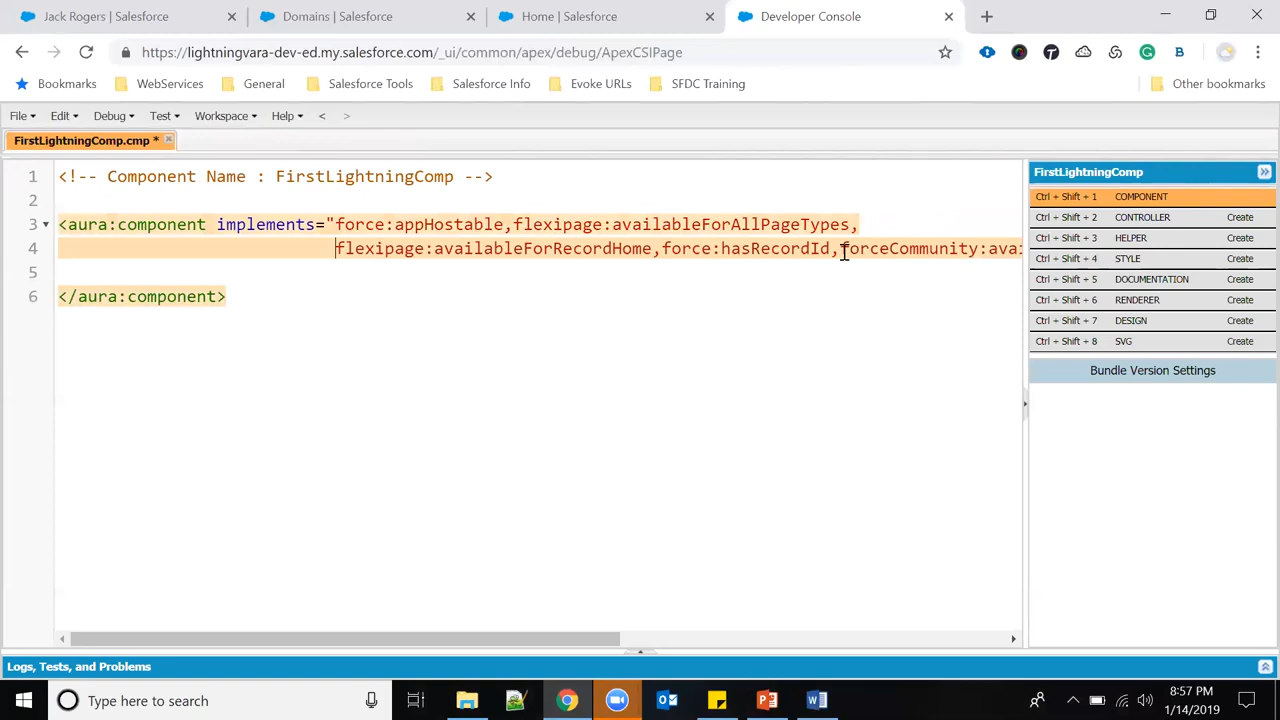 Jack Rogers | Salesforce
Domains | Salesforce
Home | Salesforce
Developer Console
https://lightningvara-dev-ed.my.salesforce.com/_ui/common/apex/debug/ApexCSIPage
Bookmarks WebServices General Salesforce Tools Salesforce Info Evoke URLs SFDC Training Other bookmarks
File Edit Debug Test Workspace Help < >
FirstLightningComp.cmp *
1 <!-- Component Name : FirstLightningComp -->
2
3 <aura:component implements="force:appHostable,flexipage:availableForAllPageTypes,
4 flexipage:availableForRecordHome,force:hasRecordId,forceCommunity:avai
5
6 </aura:component>
FirstLightningComp
Ctrl + Shift + 1 COMPONENT
Ctrl + Shift + 2 CONTROLLER Create
Ctrl + Shift + 3 HELPER Create
Ctrl + Shift + 4 STYLE Create
Ctrl + Shift + 5 DOCUMENTATION Create
Ctrl + Shift + 6 RENDERER Create
Ctrl + Shift + 7 DESIGN Create
Ctrl + Shift + 8 SVG Create
Bundle Version Settings
Logs, Tests, and Problems
Type here to search
8:57 PM
1/14/2019